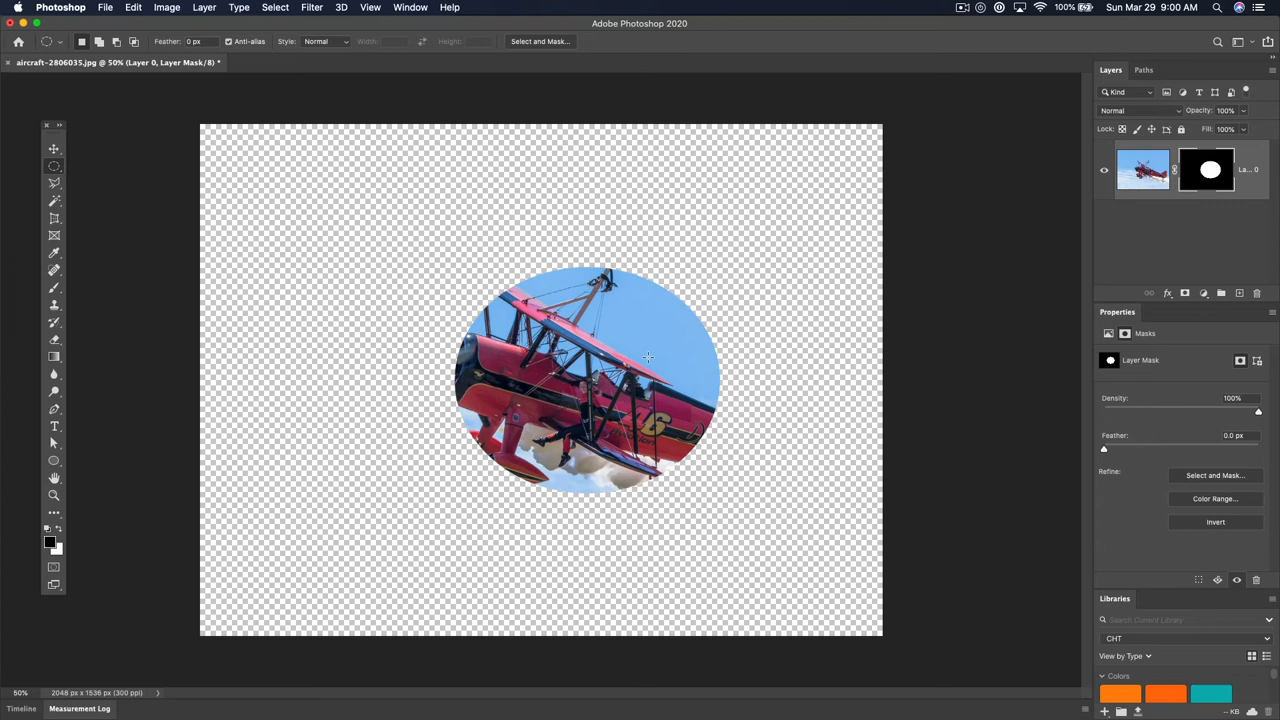 Photoshop File Edit Image Layer Type Select Filter 3D View Window Help 100% Sun Mar 29 9:00 AM
Adobe Photoshop 2020
Feather: 0 px Anti-alias Style: Normal Width: Height: Select and Mask...
aircraft-2806035.jpg @ 50% (Layer 0, Layer Mask/8) *
Layers Paths
Kind
Normal Opacity: 100%
Lock: Fill: 100%
La... 0
Properties
Masks
Layer Mask
Density: 100%
Feather: 0.0 px
Refine: Select and Mask...
Color Range...
Invert
6
Libraries
Search Current Library
CHT
View by Type
Colors
50% 2048 px x 1536 px (300 ppi)
Timeline Measurement Log
-- KB